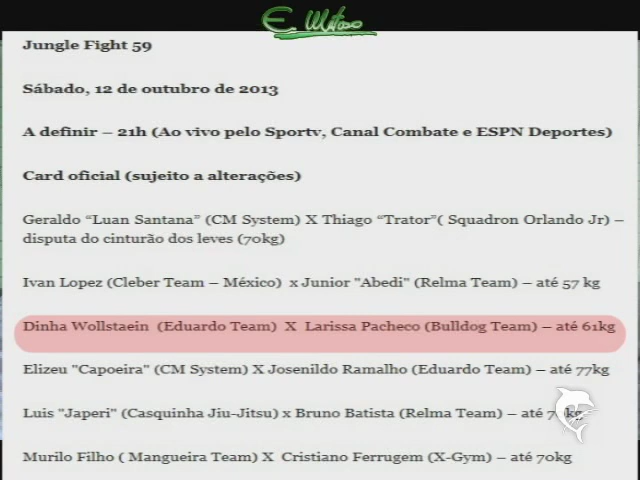 Jungle Fight 59
Sábado, 12 de outubro de 2013
A definir – 21h (Ao vivo pelo Sportv, Canal Combate e ESPN Deportes)
Card oficial (sujeito a alterações)
Geraldo “Luan Santana” (CM System) X Thiago “Trator”( Squadron Orlando Jr) –
disputa do cinturão dos leves (70kg)
Ivan Lopez (Cleber Team – México) x Junior "Abedi" (Relma Team) – até 57 kg
Dinha Wollstaein (Eduardo Team) X Larissa Pacheco (Bulldog Team) – até 61kg
Elizeu "Capoeira" (CM System) X Josenildo Ramalho (Eduardo Team) – até 77kg
Luis "Japeri" (Casquinha Jiu-Jitsu) x Bruno Batista (Relma Team) – até
Murilo Filho ( Mangueira Team) X Cristiano Ferrugem (X-Gym) – até 70kg